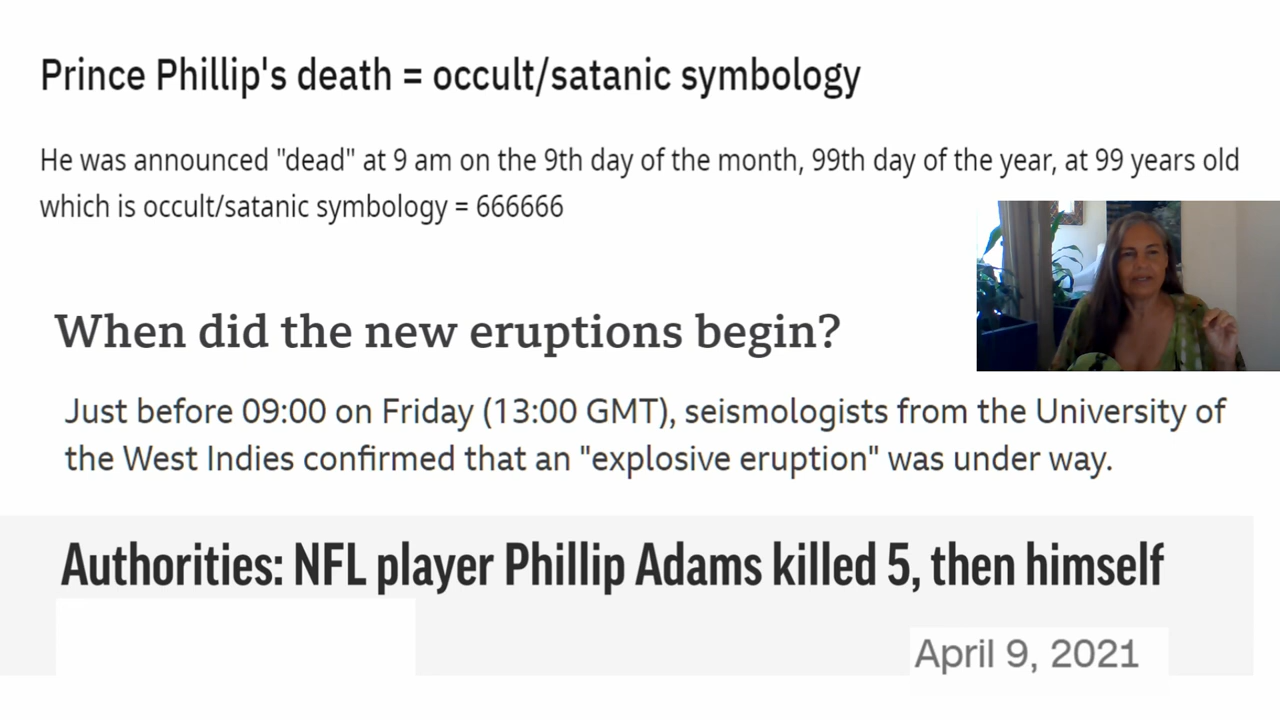 Prince Phillip's death = occult/satanic symbology
He was announced "dead" at 9 am on the 9th day of the month, 99th day of the year, at 99 years old
which is occult/satanic symbology = 666666
When did the new eruptions begin?
Just before 09:00 on Friday (13:00 GMT), seismologists from the University of
the West Indies confirmed that an "explosive eruption" was under way.
Authorities: NFL player Phillip Adams killed 5, then himself
April 9, 2021